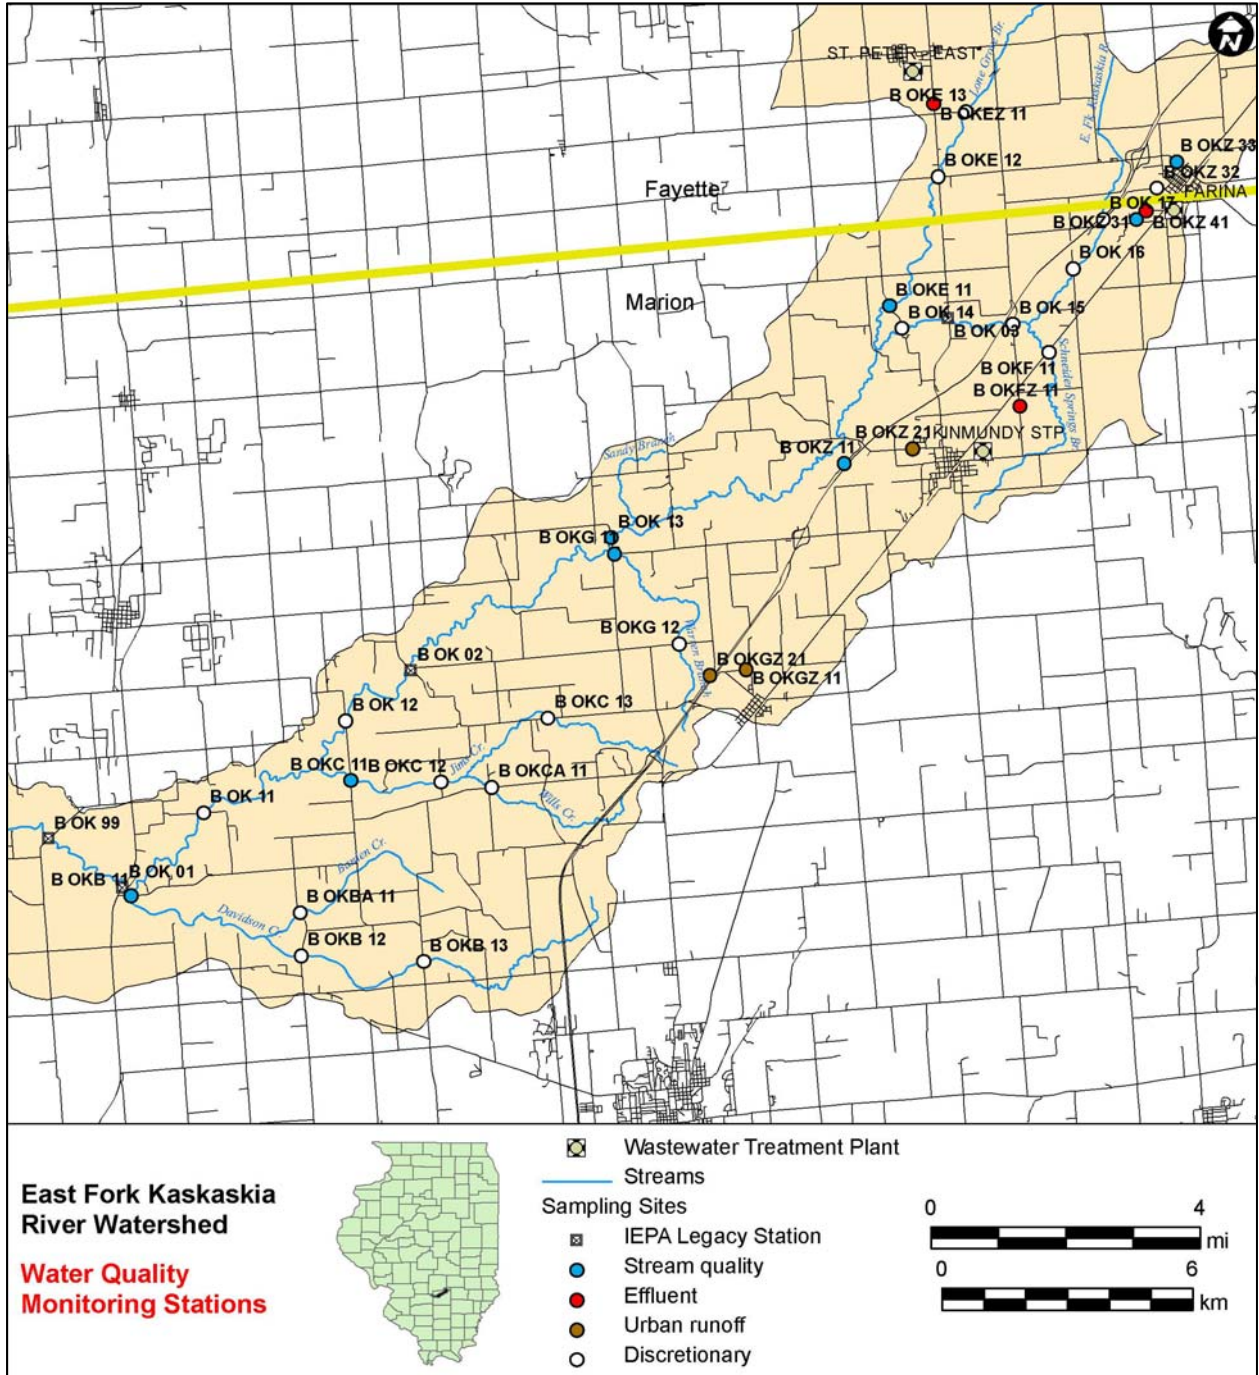 N
ST. PETER - EAST
Lone Grove Br.
E. Fk. Kaskaskia R.
B OKE 13
B OKEZ 11
B OKZ 33
B OKE 12
B OKZ 32
Fayette
FARINA
B OK 17
B OKZ 31
B OKZ 41
B OK 16
Marion
B OKE 11
B OK 14
B OK 15
B OK 03
Schneider Springs Br.
B OKF 11
B OKFZ 11
B OKZ 21
KINMUNDY STP
B OKZ 11
Sandy Branch
B OK 13
B OKG 11
B OKG 12
Warren Branch
B OK 02
B OKGZ 21
B OKGZ 11
B OKC 13
B OK 12
B OKC 11
B OKC 12
Jims Cr.
B OKCA 11
Wills Cr.
B OK 11
B OK 99
B OK 01
B OKB 11
B OKBA 11
Davidson Cr.
B OKB 12
B OKB 13
East Fork Kaskaskia
River Watershed
Water Quality
Monitoring Stations
Wastewater Treatment Plant
Streams
Sampling Sites
IEPA Legacy Station
Stream quality
Effluent
Urban runoff
Discretionary
0 4
mi
0 6
km